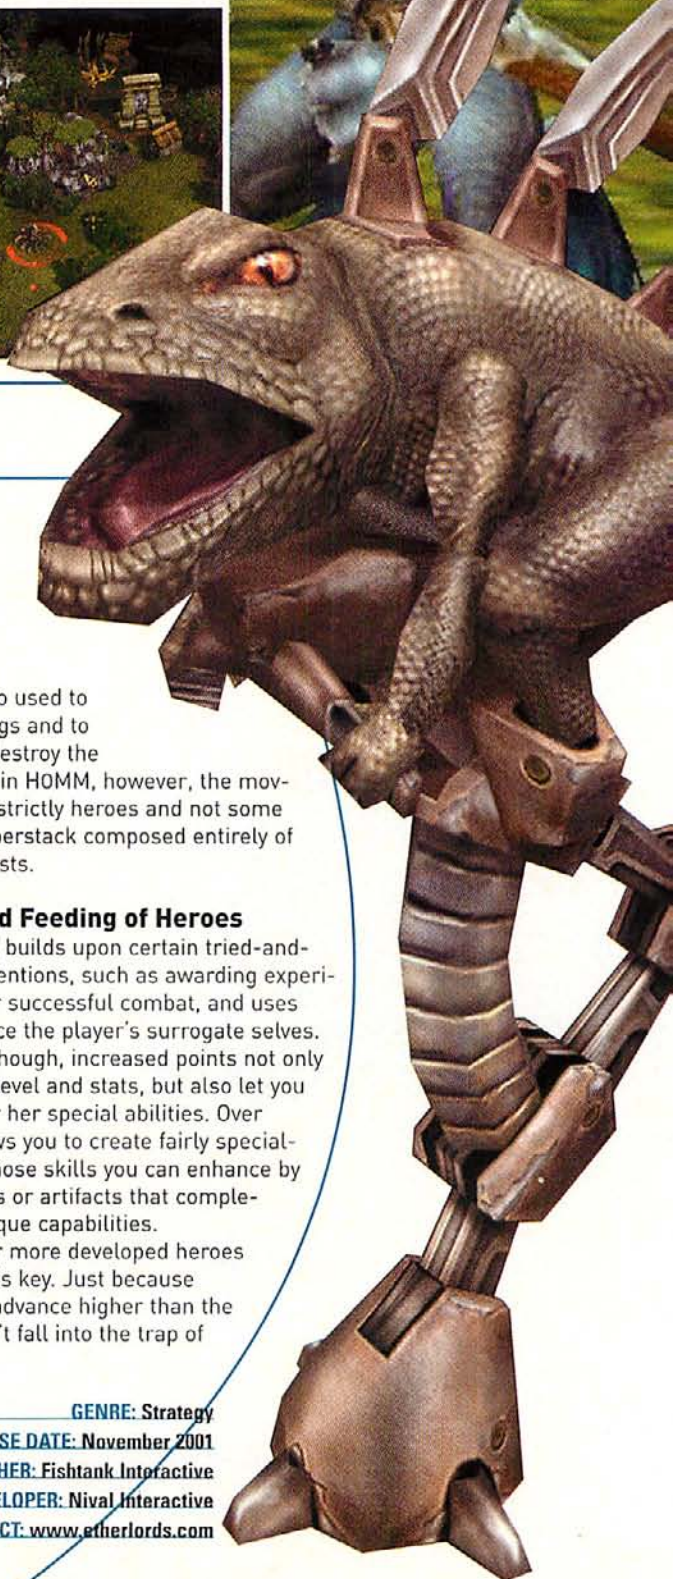 o used to
gs and to
estroy the
in HOMM, however, the mov-
strictly heroes and not some
perstack composed entirely of
sts.
d Feeding of Heroes
builds upon certain tried-and-
entions, such as awarding experi-
r successful combat, and uses
ce the player's surrogate selves.
hough, increased points not only
evel and stats, but also let you
r her special abilities. Over
ws you to create fairly special-
hose skills you can enhance by
s or artifacts that comple-
que capabilities.
r more developed heroes
s key. Just because
advance higher than the
't fall into the trap of
GENRE: Strategy
SE DATE: November 2001
HER: Fishtank Interactive
ELOPER: Nival Interactive
CT: www.etherlords.com